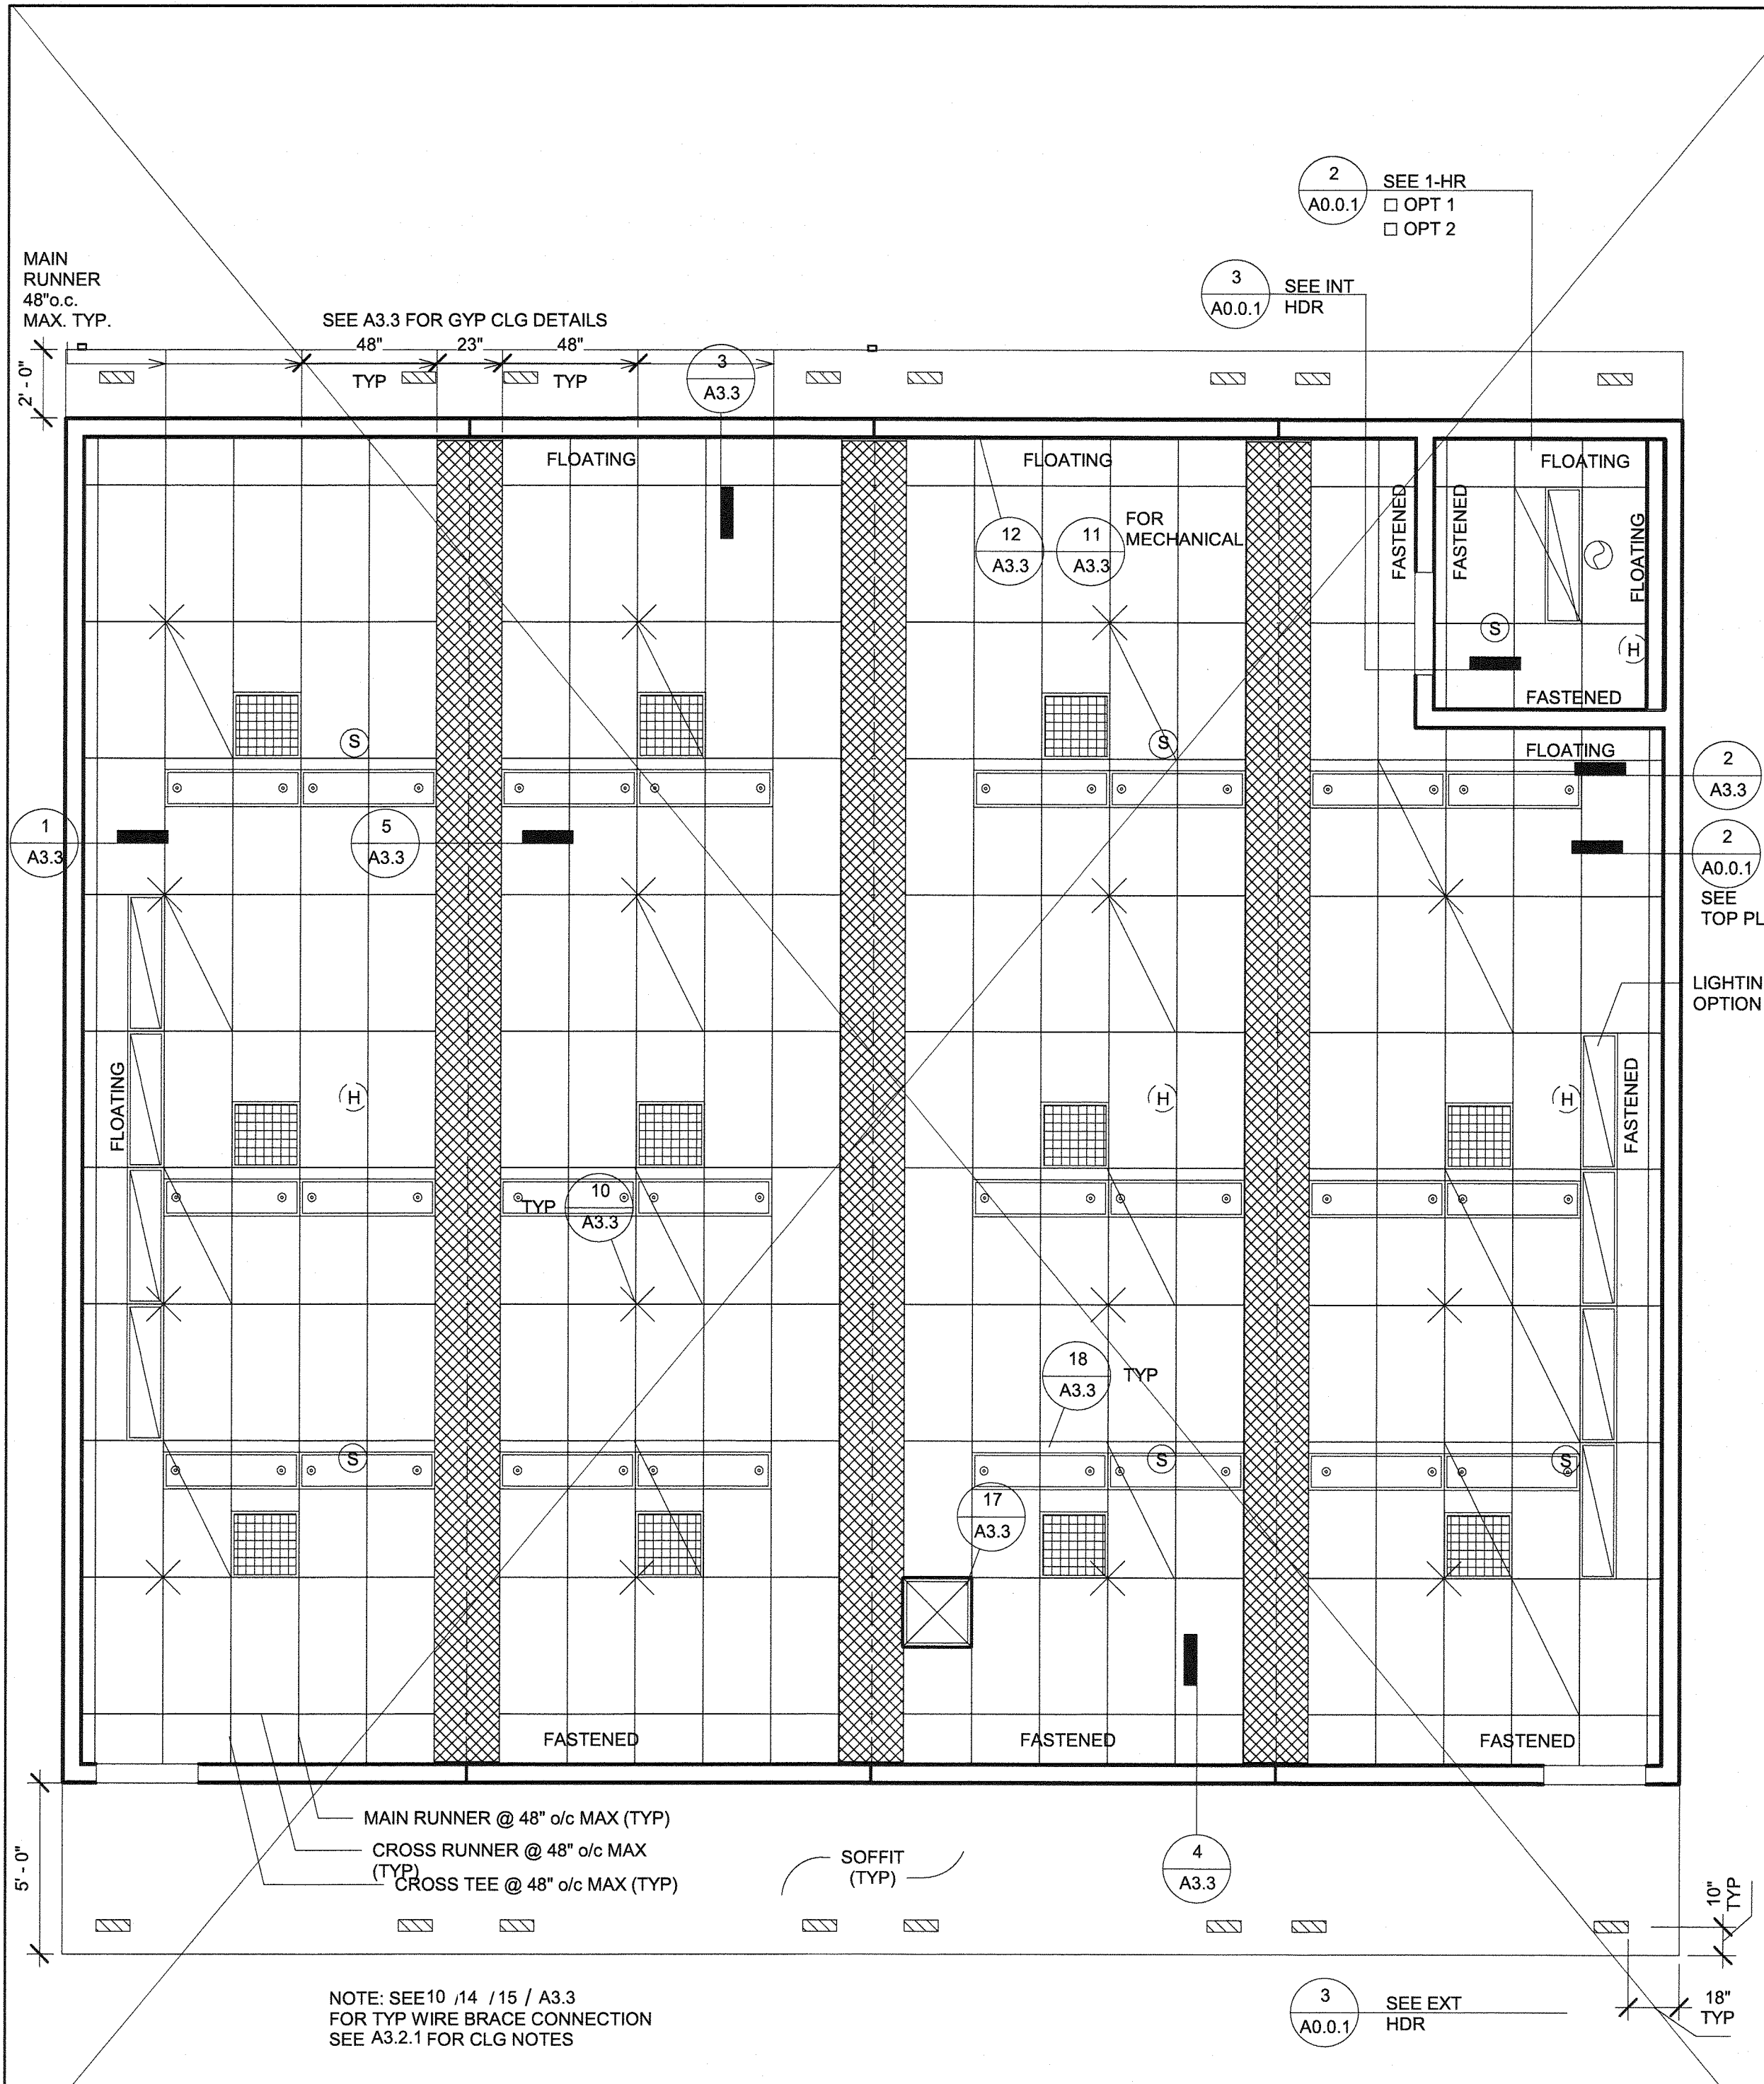 2
A0.0.1
SEE 1-HR
☐ OPT 1
☐ OPT 2
MAIN
RUNNER
48"o.c.
MAX. TYP.
3
A0.0.1
SEE INT
HDR
SEE A3.3 FOR GYP CLG DETAILS
48"
23"
48"
TYP
TYP
2' - 0"
3
A3.3
FLOATING
FLOATING
FLOATING
FASTENED
FASTENED
FLOATING
12
A3.3
11
A3.3
FOR
MECHANICAL
S
H
FASTENED
S
S
FLOATING
2
A3.3
1
A3.3
5
A3.3
2
A0.0.1
SEE
TOP PL
LIGHTIN
OPTION
FLOATING
H
H
H
FASTENED
TYP
10
A3.3
18
A3.3
TYP
S
S
S
17
A3.3
FASTENED
FASTENED
FASTENED
MAIN RUNNER @ 48" o/c MAX (TYP)
CROSS RUNNER @ 48" o/c MAX
(TYP)
CROSS TEE @ 48" o/c MAX (TYP)
SOFFIT
(TYP)
4
A3.3
5' - 0"
10"
TYP
NOTE: SEE 10 /14 /15 / A3.3
FOR TYP WIRE BRACE CONNECTION
SEE A3.2.1 FOR CLG NOTES
3
A0.0.1
SEE EXT
HDR
18"
TYP